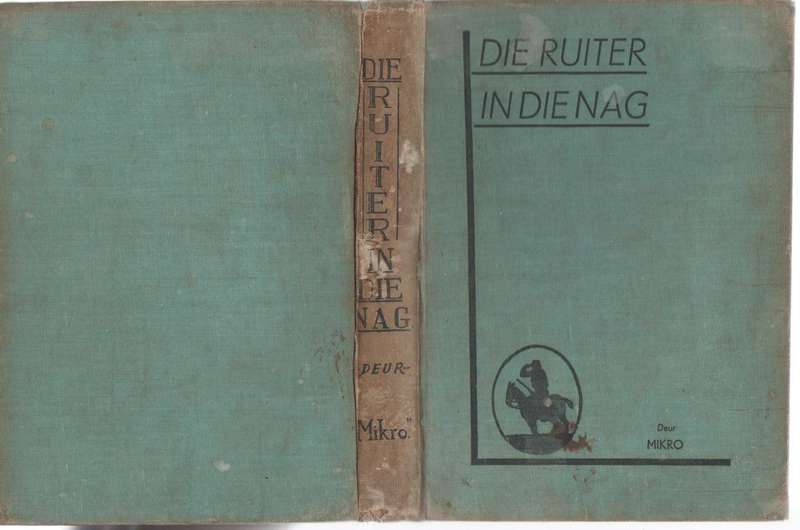 DIE
RUITER
IN
DIE
NAG
-DEUR-
"Mikro."
DIE RUITER
IN DIE NAG
Deur
MIKRO